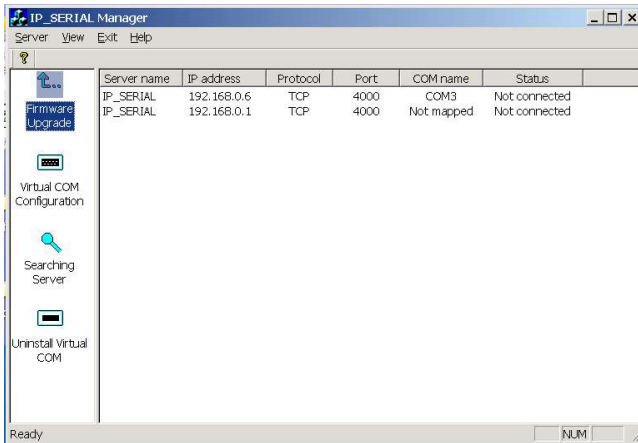 IP_SERIAL Manager
Server View Exit Help
Server name IP address Protocol Port COM name Status
IP_SERIAL 192.168.0.6 TCP 4000 COM3 Not connected
IP_SERIAL 192.168.0.1 TCP 4000 Not mapped Not connected
Firmware
Upgrade
Virtual COM
Configuration
Searching
Server
Uninstall Virtual
COM
Ready NUM